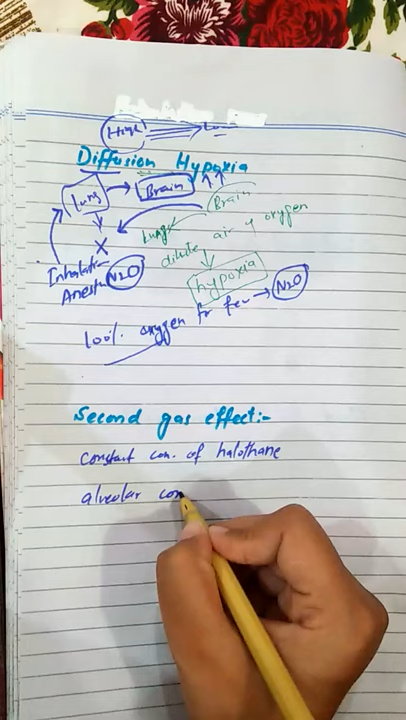 High
Diffusion Hypoxia
Lung Brain
Brain
Lungs
dilute air & oxygen
Inhalation
Anesth N2O
hypoxia
100% oxygen for few N2O
Second gas effect:-
constant con. of halothane
alveolar con